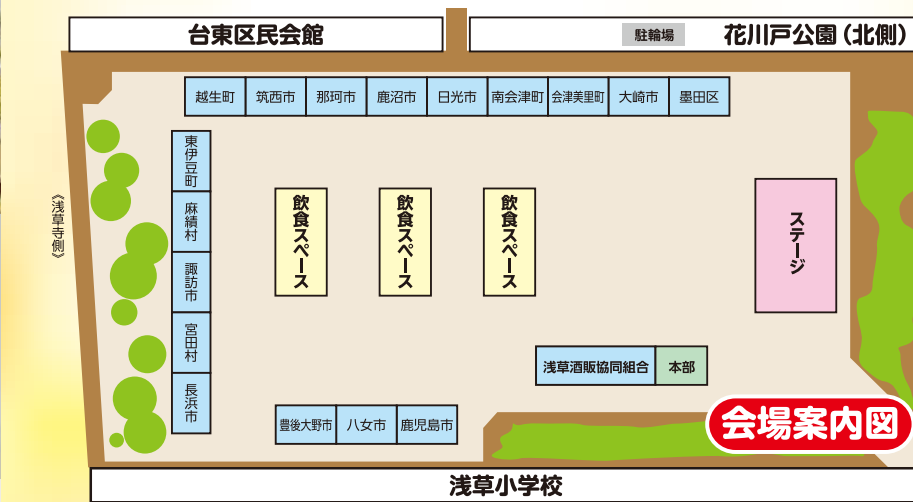 台東区民会館
駐輪場
花川戸公園（北側）
越生町
筑西市
那珂市
鹿沼市
日光市
南会津町
会津美里町
大崎市
墨田区
東伊豆町
麻績村
諏訪市
宮田村
長浜市
《浅草寺側》
飲食スペース
飲食スペース
飲食スペース
ステージ
浅草酒販協同組合
本部
豊後大野市
八女市
鹿児島市
会場案内図
浅草小学校